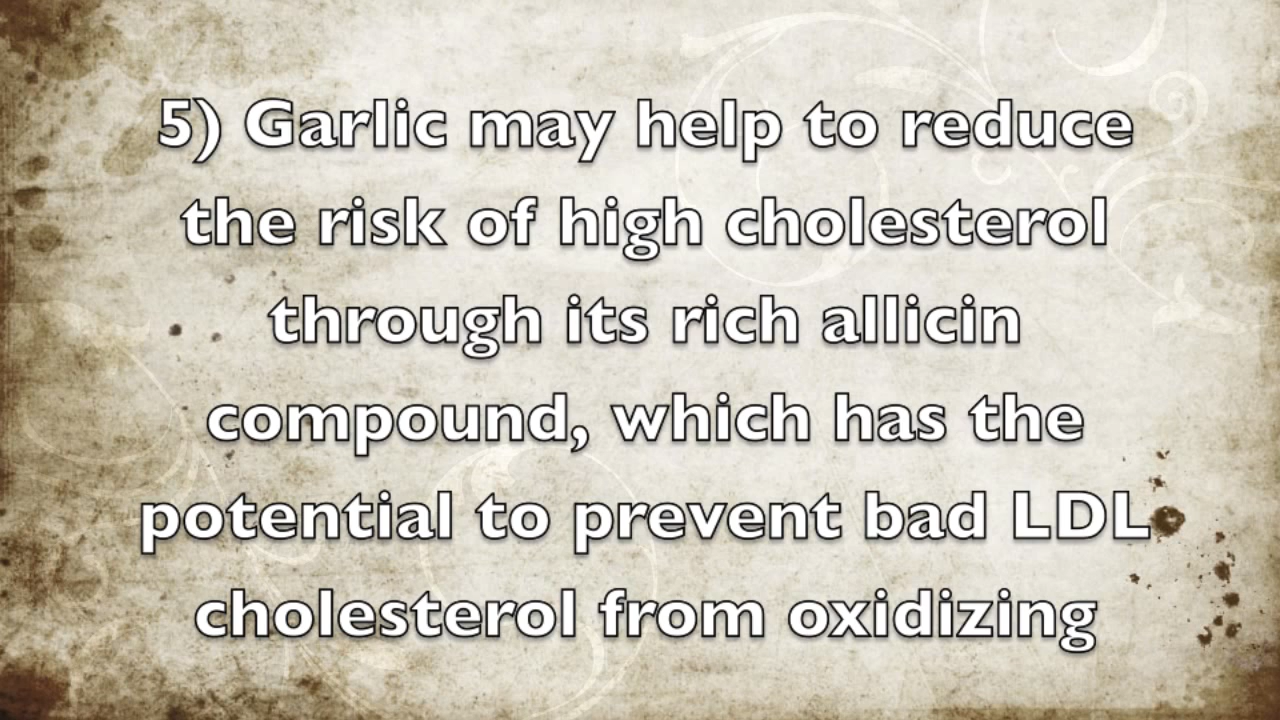 5) Garlic may help to reduce
the risk of high cholesterol
through its rich allicin
compound, which has the
potential to prevent bad LDL
cholesterol from oxidizing